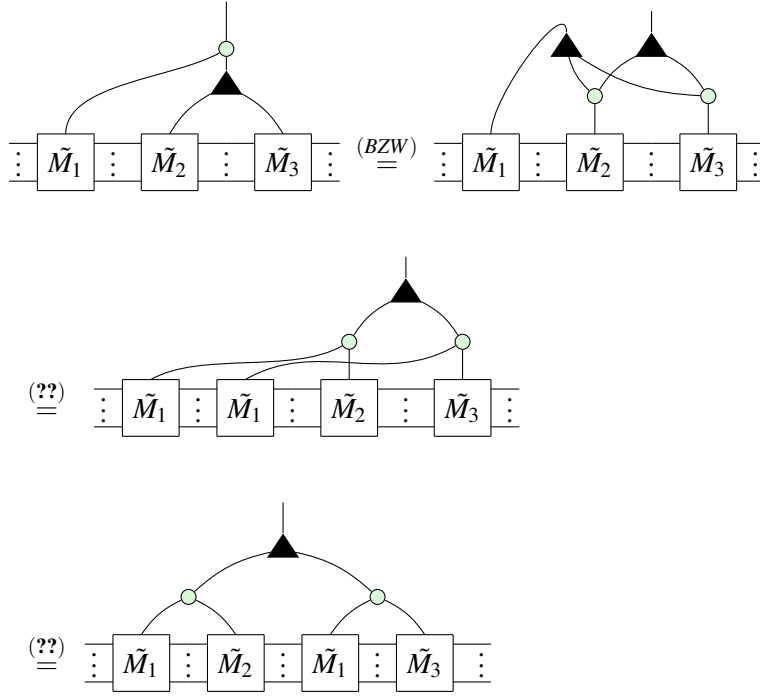 (BZW)
⋮ M̃₁ ⋮ M̃₂ ⋮ M̃₃ ⋮ = ⋮ M̃₁ ⋮ M̃₂ ⋮ M̃₃ ⋮
(??)
= ⋮ M̃₁ ⋮ M̃₁ ⋮ M̃₂ ⋮ M̃₃ ⋮
(??)
= ⋮ M̃₁ ⋮ M̃₂ ⋮ M̃₁ ⋮ M̃₃ ⋮